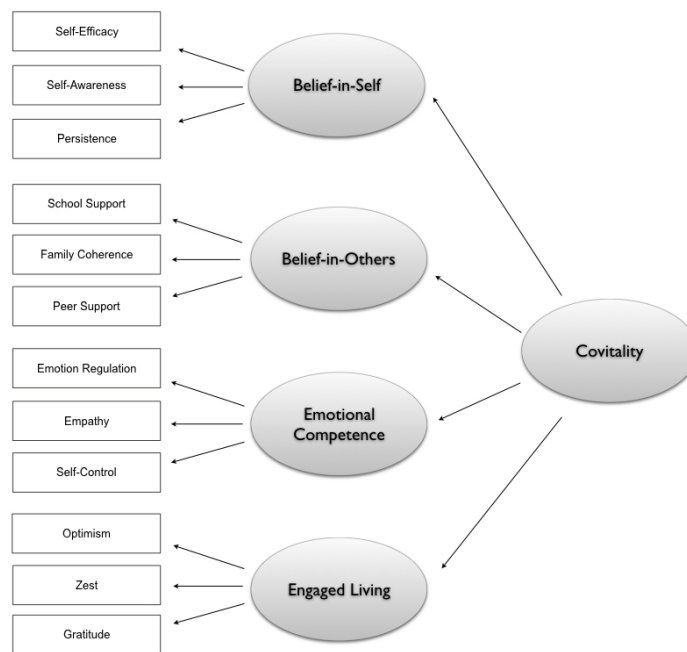 Self-Efficacy
Self-Awareness
Persistence
Belief-in-Self
School Support
Family Coherence
Peer Support
Belief-in-Others
Emotion Regulation
Empathy
Self-Control
Emotional
Competence
Optimism
Zest
Gratitude
Engaged Living
Covitality